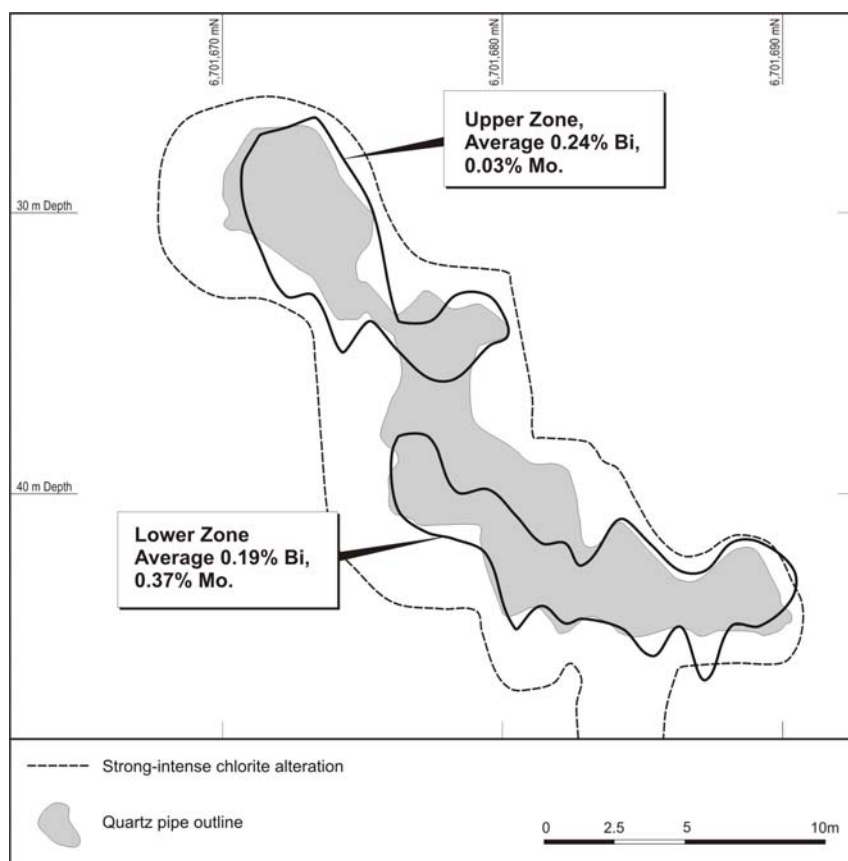 6,701,670 mN
6,701,680 mN
6,701,690 mN
Upper Zone,
Average 0.24% Bi,
0.03% Mo.
30 m Depth
40 m Depth
Lower Zone
Average 0.19% Bi,
0.37% Mo.
Strong-intense chlorite alteration
Quartz pipe outline
0 2.5 5 10m